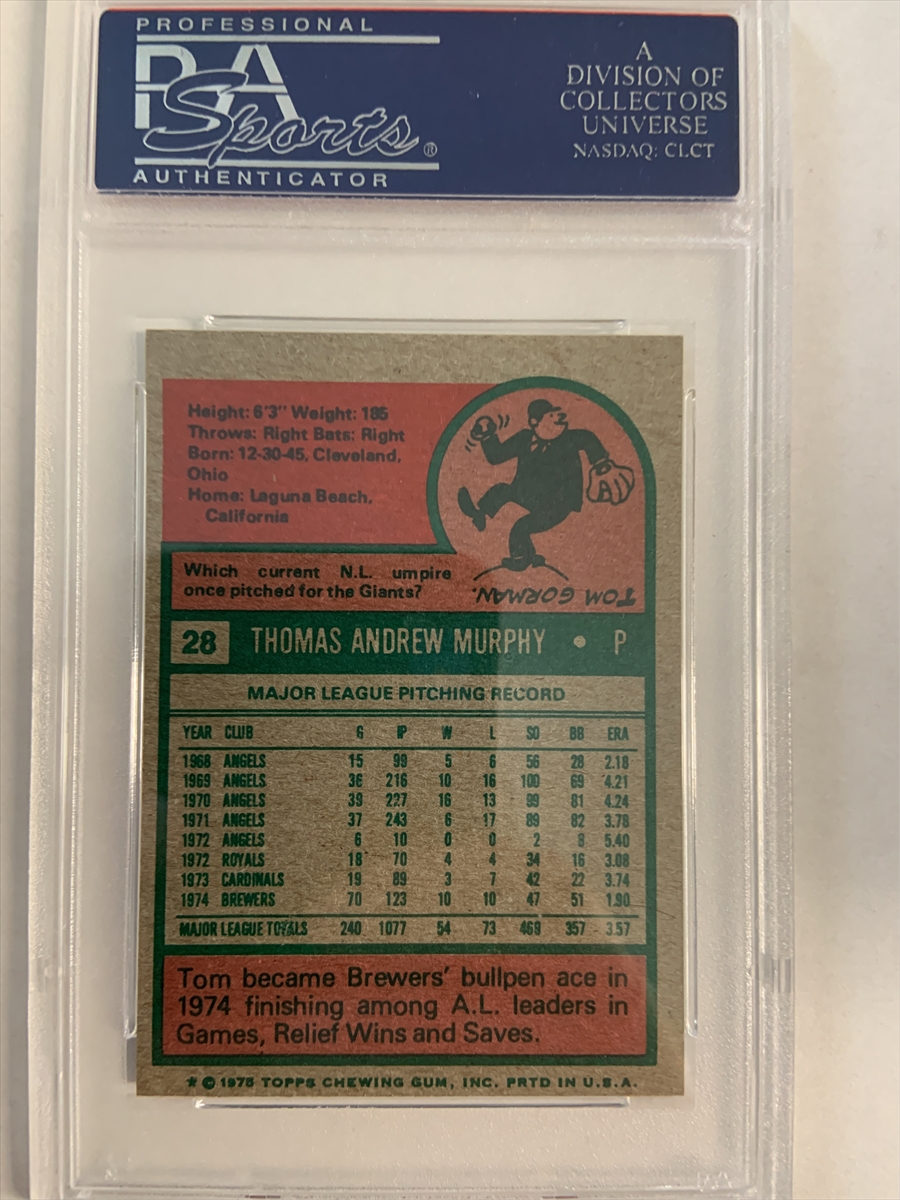 PROFESSIONAL
PSA
Sports®
AUTHENTICATOR
A
DIVISION OF
COLLECTORS
UNIVERSE
NASDAQ: CLCT
Height: 6'3" Weight: 185
Throws: Right Bats: Right
Born: 12-30-45, Cleveland,
Ohio
Home: Laguna Beach,
California
Which current N.L. umpire
once pitched for the Giants?
TOM GORMAN.
28 THOMAS ANDREW MURPHY • P
MAJOR LEAGUE PITCHING RECORD
YEAR CLUB G IP W L SO BB ERA
1968 ANGELS 15 99 5 6 56 28 2.18
1969 ANGELS 36 216 10 16 100 69 4.21
1970 ANGELS 39 227 16 13 99 81 4.24
1971 ANGELS 37 243 6 17 89 82 3.78
1972 ANGELS 6 10 0 0 2 8 5.40
1972 ROYALS 18 70 4 4 34 16 3.08
1973 CARDINALS 19 89 3 7 42 22 3.74
1974 BREWERS 70 123 10 10 47 51 1.90
MAJOR LEAGUE TOTALS 240 1077 54 73 469 357 3.57
Tom became Brewers' bullpen ace in
1974 finishing among A.L. leaders in
Games, Relief Wins and Saves.
* © 1975 TOPPS CHEWING GUM, INC. PRTD IN U.S.A.